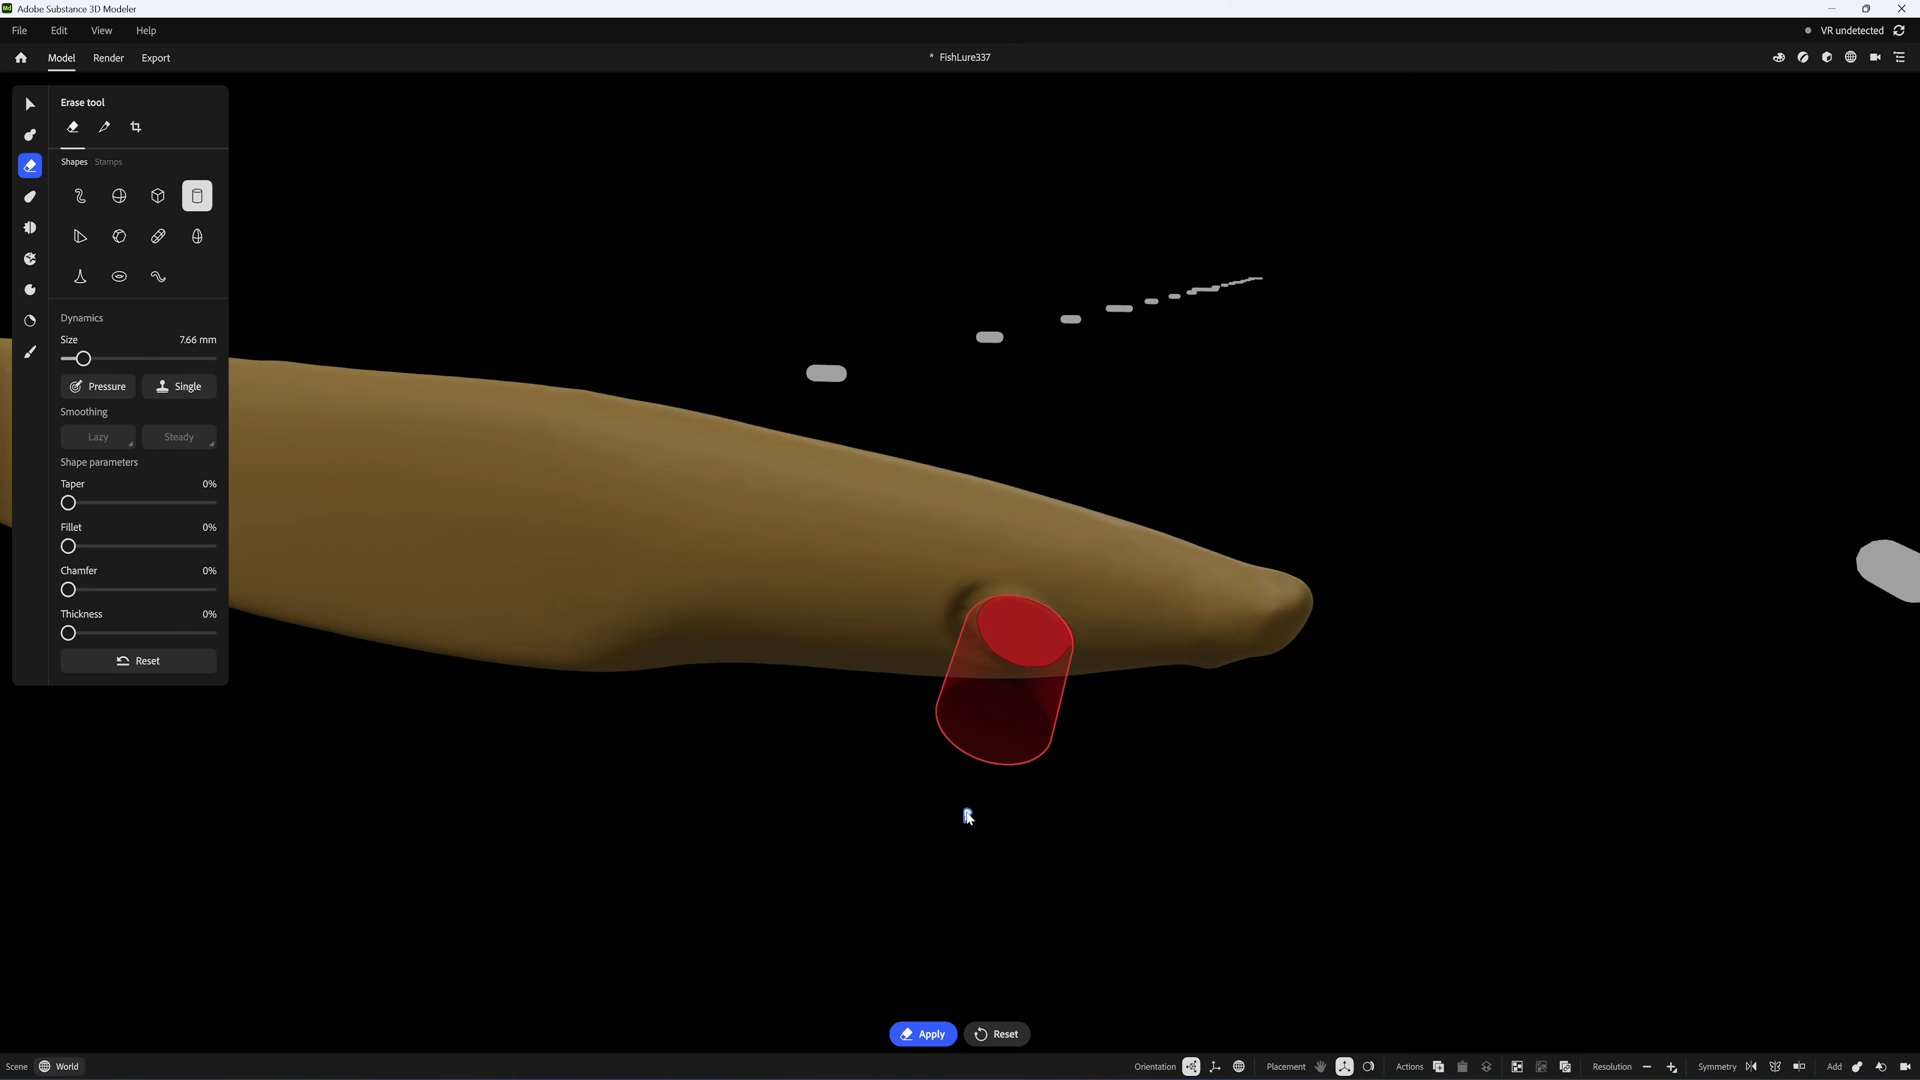 Adobe Substance 3D Modeler
File Edit View Help
VR undetected
Model Render Export
* FishLure337
Erase tool
Shapes Stamps
Dynamics
Size 7.66 mm
Pressure Single
Smoothing
Lazy Steady
Shape parameters
Taper 0%
Fillet 0%
Chamfer 0%
Thickness 0%
Reset
Apply Reset
Scene World
Orientation Placement Actions Resolution Symmetry Add